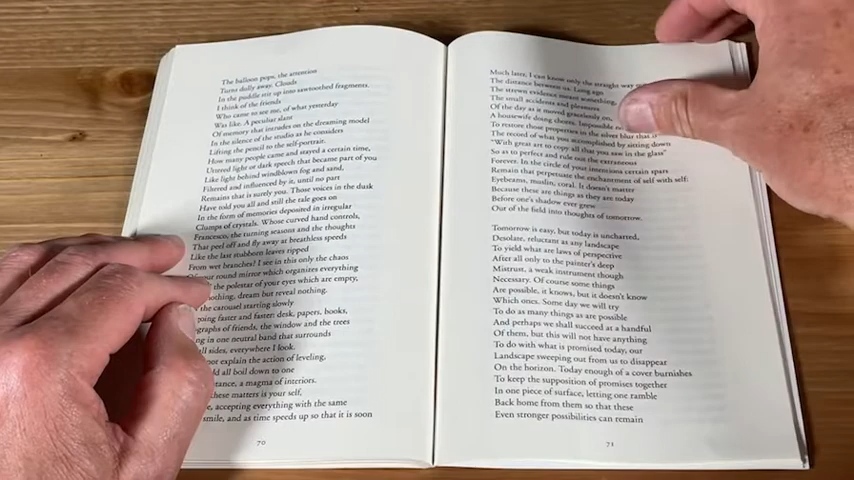 The balloon pops, the attention
Turns dully away. Clouds
In the puddle stir up into sawtoothed fragments.
I think of the friends
Who came to see me, of what yesterday
Was like. A peculiar slant
Of memory that intrudes on the dreaming model
In the silence of the studio as he considers
Lifting the pencil to the self-portrait.
How many people came and stayed a certain time,
Uttered light or dark speech that became part of you
Like light behind windblown fog and sand,
Filtered and influenced by it, until no part
Remains that is surely you. Those voices in the dusk
Have told you all and still the tale goes on
In the form of memories deposited in irregular
Clumps of crystals. Whose curved hand controls,
Francesco, the turning seasons and the thoughts
That peel off and fly away at breathless speeds
Like the last stubborn leaves ripped
From wet branches? I see in this only the chaos
Of your round mirror which organizes everything
the polestar of your eyes which are empty,
nothing, dream but reveal nothing.
the carousel starting slowly
going faster and faster: desk, papers, books,
graphs of friends, the window and the trees
ing in one neutral band that surrounds
ll sides, everywhere I look.
not explain the action of leveling,
ld all boil down to one
tance, a magma of interiors.
these matters is your self,
, accepting everything with the same
smile, and as time speeds up so that it is soon
70
Much later, I can know only the straight way
The distance between us. Long ago
The strewn evidence meant something,
The small accidents and pleasures
Of the day as it moved gracelessly on,
A housewife doing chores. Impossible
To restore those properties in the silver blur that is
The record of what you accomplished by sitting down
"With great art to copy all that you saw in the glass"
So as to perfect and rule out the extraneous
Forever. In the circle of your intentions certain spars
Remain that perpetuate the enchantment of self with self:
Eyebeams, muslin, coral. It doesn't matter
Because these are things as they are today
Before one's shadow ever grew
Out of the field into thoughts of tomorrow.
Tomorrow is easy, but today is uncharted,
Desolate, reluctant as any landscape
To yield what are laws of perspective
After all only to the painter's deep
Mistrust, a weak instrument though
Necessary. Of course some things
Are possible, it knows, but it doesn't know
Which ones. Some day we will try
To do as many things as are possible
And perhaps we shall succeed at a handful
Of them, but this will not have anything
To do with what is promised today, our
Landscape sweeping out from us to disappear
On the horizon. Today enough of a cover burnishes
To keep the supposition of promises together
In one piece of surface, letting one ramble
Back home from them so that these
Even stronger possibilities can remain
71